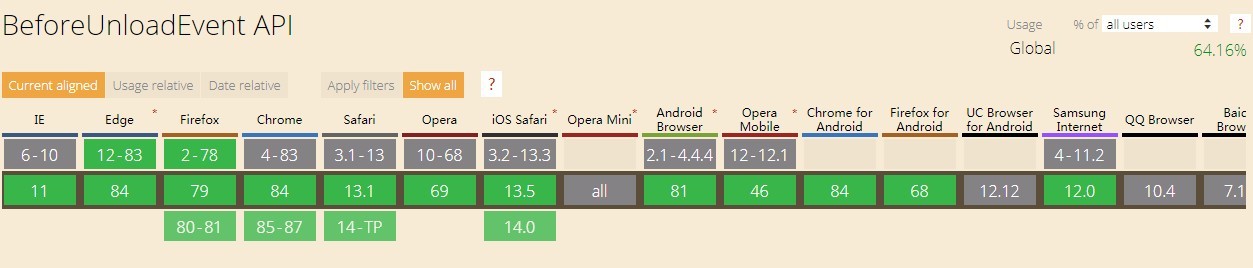 BeforeUnloadEvent API
Usage % of all users ?
Global 64.16%
Current aligned Usage relative Date relative Apply filters Show all ?
IE Edge * Firefox Chrome Safari Opera iOS Safari * Opera Mini * Android Browser * Opera Mobile * Chrome for Android Firefox for Android UC Browser for Android Samsung Internet QQ Browser Baid Brow
6-10 12-83 2-78 4-83 3.1-13 10-68 3.2-13.3 2.1-4.4.4 12-12.1 4-11.2
11 84 79 84 13.1 69 13.5 all 81 46 84 68 12.12 12.0 10.4 7.1
80-81 85-87 14-TP 14.0